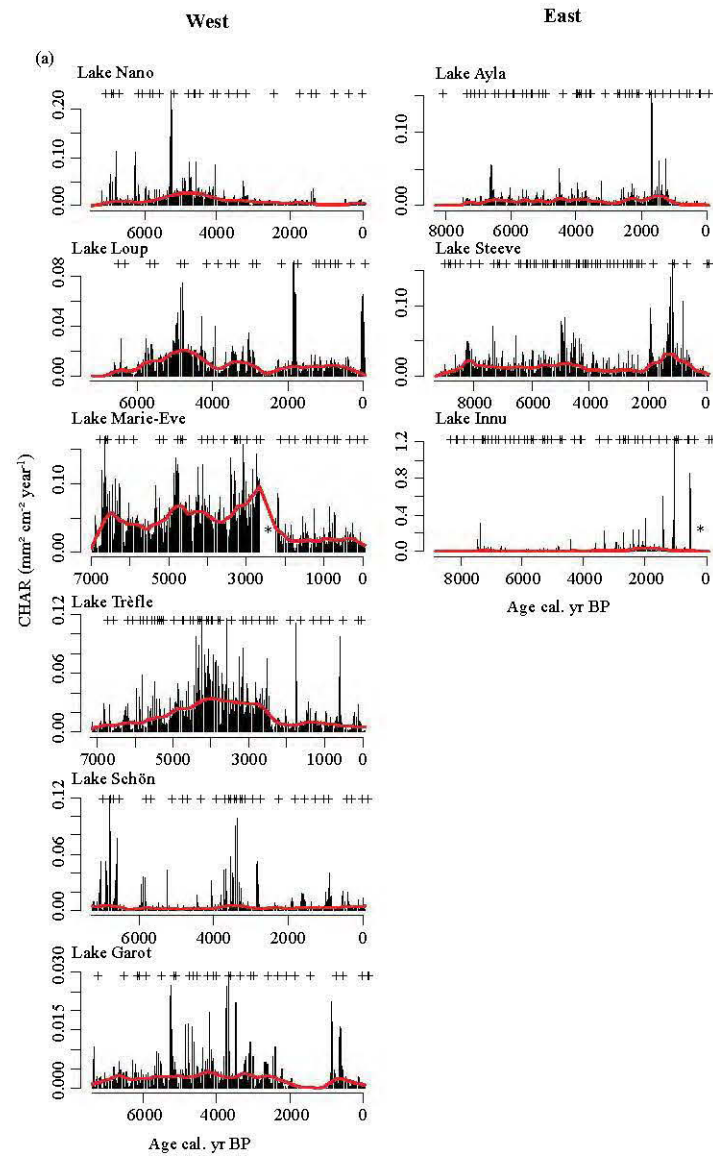 West
East
(a)
Lake Nano
0.00 0.10 0.20
6000 4000 2000 0
Lake Loup
0.00 0.04 0.08
6000 4000 2000 0
Lake Marie-Eve
0.00 0.05 0.10
*
7000 5000 3000 1000 0
CHAR (mm² cm⁻² year⁻¹)
Lake Trèfle
0.00 0.06 0.12
7000 5000 3000 1000 0
Lake Schön
0.00 0.06 0.12
6000 4000 2000 0
Lake Garot
0.000 0.015 0.030
6000 4000 2000 0
Age cal. yr BP
Lake Ayla
0.00 0.15
8000 6000 4000 2000 0
Lake Steeve
0.00 0.15
8000 6000 4000 2000 0
Lake Innu
0.0 0.4 0.8 1.2
*
8000 6000 4000 2000 0
Age cal. yr BP